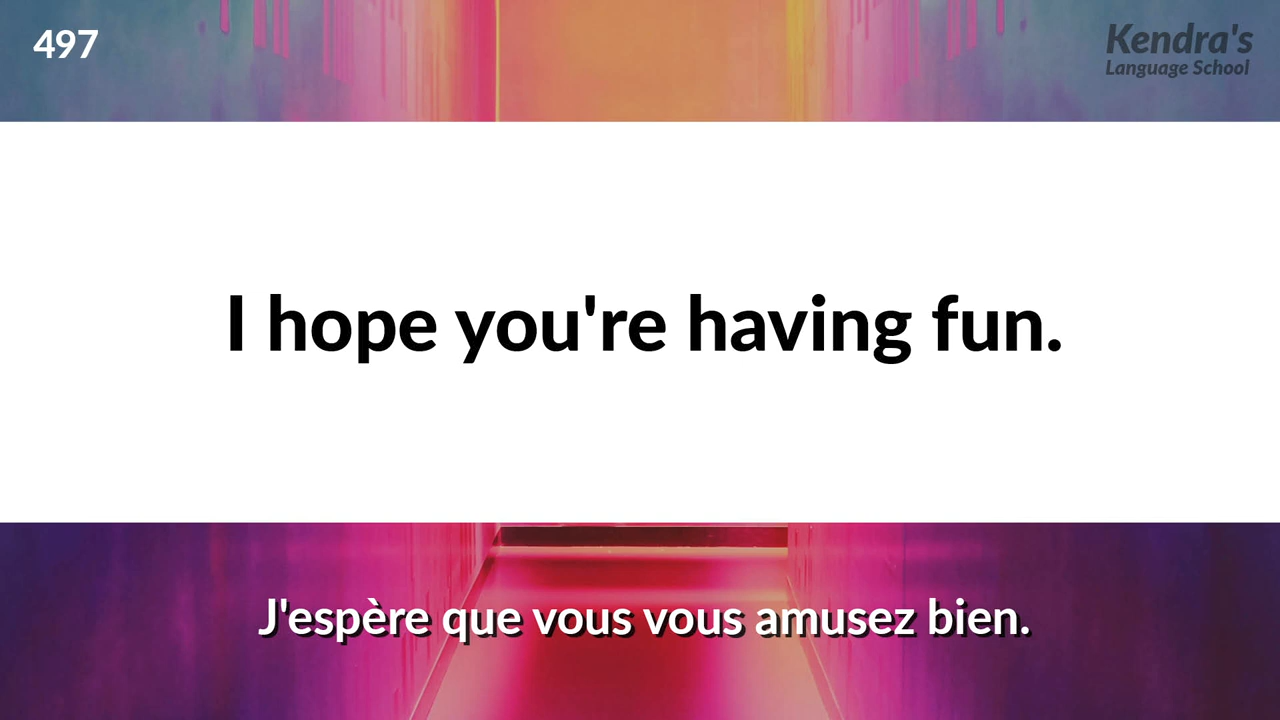 497
Kendra's
Language School
I hope you're having fun.
J'espère que vous vous amusez bien.